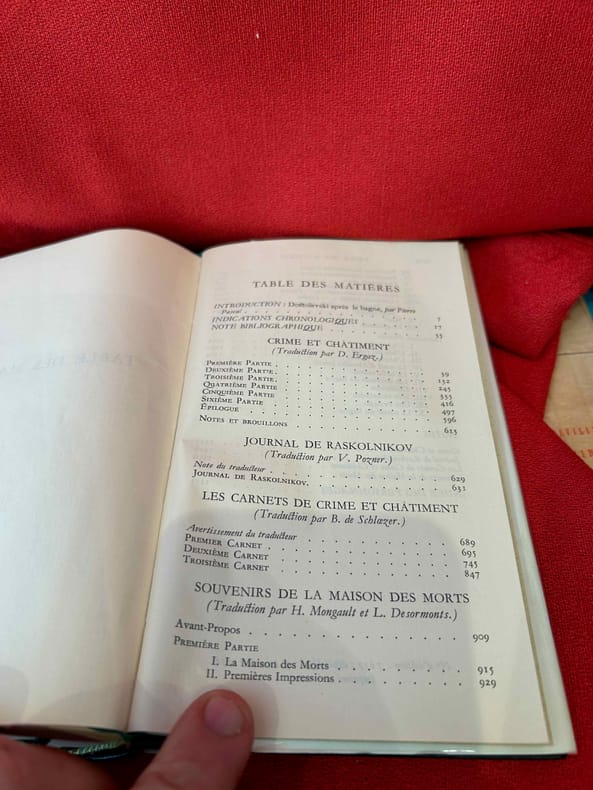 TABLE DES MATIÈRES
INTRODUCTION : Dostoïevski après le bagne, par Pierre
Pascal . . . . . . . . . . . . . . 7
INDICATIONS CHRONOLOGIQUES . . . . . . . 17
NOTE BIBLIOGRAPHIQUE . . . . . . . . .
CRIME ET CHÂTIMENT
(Traduction par D. Ergaz.)
PREMIÈRE PARTIE . . . . . . . . . . . 39
DEUXIÈME PARTIE. . . . . . . . . . . 132
TROISIÈME PARTIE. . . . . . . . . . . 245
QUATRIÈME PARTIE . . . . . . . . . . . 333
CINQUIÈME PARTIE . . . . . . . . . . . 416
SIXIÈME PARTIE . . . . . . . . . . . 497
ÉPILOGUE . . . . . . . . . . . . . 596
NOTES ET BROUILLONS . . . . . . . . . . 615
JOURNAL DE RASKOLNIKOV
(Traduction par V. Pozner.)
Note du traducteur . . . . . . . . . . . 629
JOURNAL DE RASKOLNIKOV. . . . . . . . . . 631
LES CARNETS DE CRIME ET CHÂTIMENT
(Traduction par B. de Schlœzer.)
Avertissement du traducteur . . . . . . . . . 689
PREMIER CARNET . . . . . . . . . . . 695
DEUXIÈME CARNET . . . . . . . . . . . 745
TROISIÈME CARNET . . . . . . . . . . . 847
SOUVENIRS DE LA MAISON DES MORTS
(Traduction par H. Mongault et L. Desormonts.)
Avant-Propos . . . . . . . . . . . . 909
PREMIÈRE PARTIE
I. La Maison des Morts . . . . . . . . . 915
II. Premières Impressions . . . . . . . . . 929